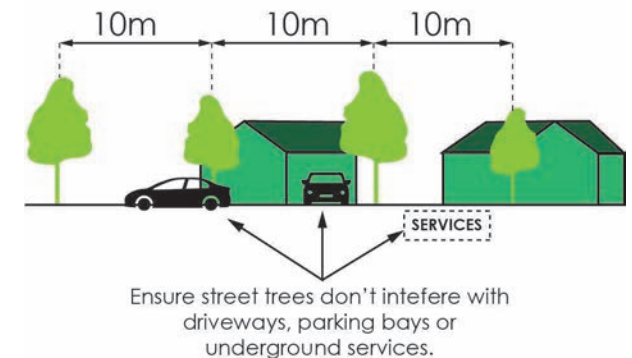 10m 10m 10m
SERVICES
Ensure street trees don't intefere with
driveways, parking bays or
underground services.